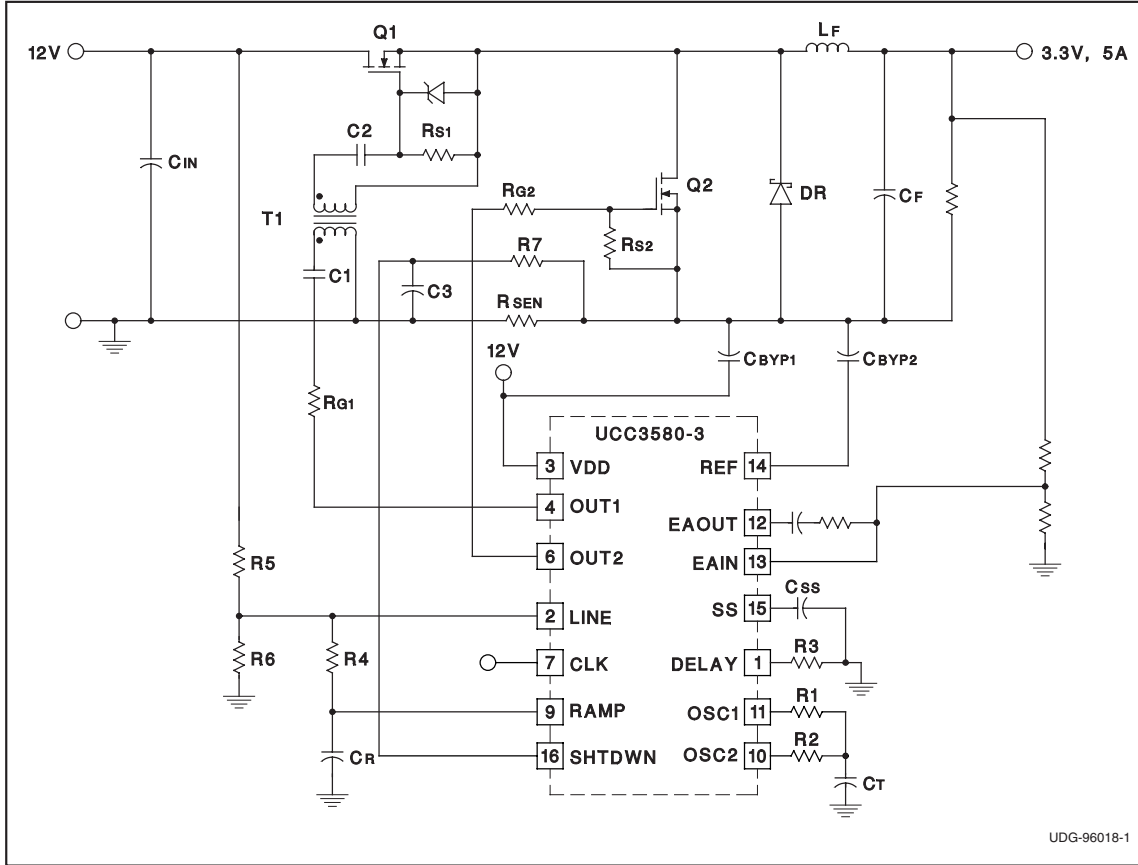 Q1
LF
12V
3.3V, 5A
C2
RS1
CIN
T1
RG2
Q2
DR
CF
RS2
R7
C1
C3
RSEN
12V
CBYP1
CBYP2
RG1
UCC3580-3
3 VDD
REF 14
4 OUT1
EAOUT 12
6 OUT2
EAIN 13
R5
CSS
SS 15
2 LINE
R6
R4
R3
7 CLK
DELAY 1
R1
9 RAMP
OSC1 11
R2
CR
16 SHTDWN
OSC2 10
CT
UDG-96018-1